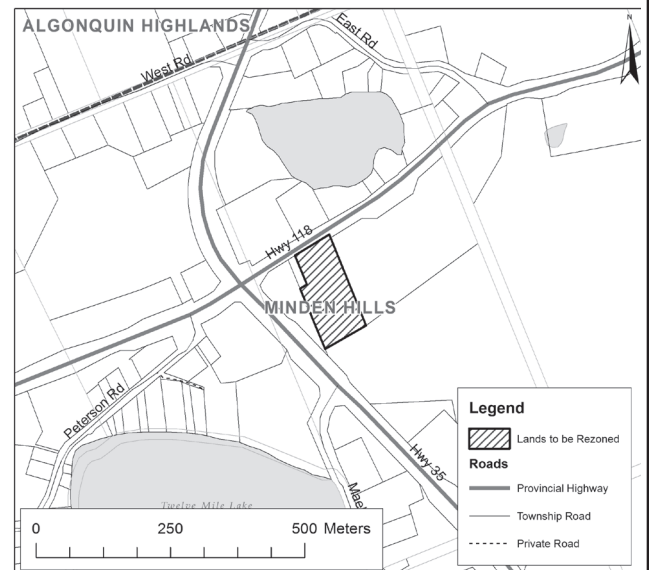 ALGONQUIN HIGHLANDS
East Rd
N
West Rd
Hwy 118
MINDEN HILLS
Peterson Rd
Hwy 35
Twelve Mile Lake
Legend
Lands to be Rezoned
Roads
Provincial Highway
Township Road
Private Road
0 250 500 Meters